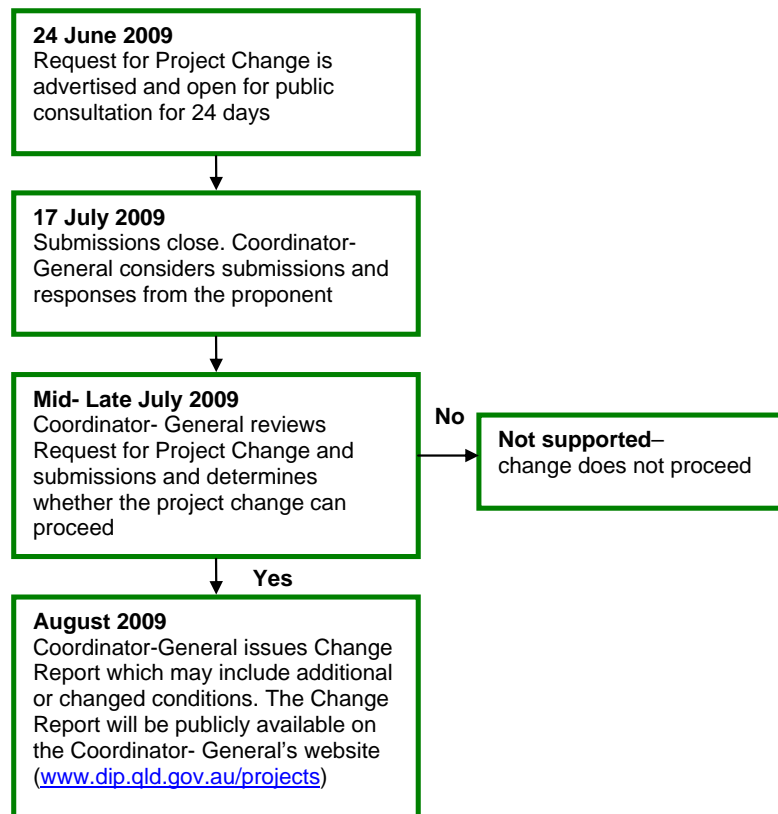 24 June 2009
Request for Project Change is
advertised and open for public
consultation for 24 days
17 July 2009
Submissions close. Coordinator-
General considers submissions and
responses from the proponent
Mid- Late July 2009
Coordinator- General reviews
Request for Project Change and
submissions and determines
whether the project change can
proceed
No
Not supported–
change does not proceed
Yes
August 2009
Coordinator-General issues Change
Report which may include additional
or changed conditions. The Change
Report will be publicly available on
the Coordinator- General’s website
(www.dip.qld.gov.au/projects)